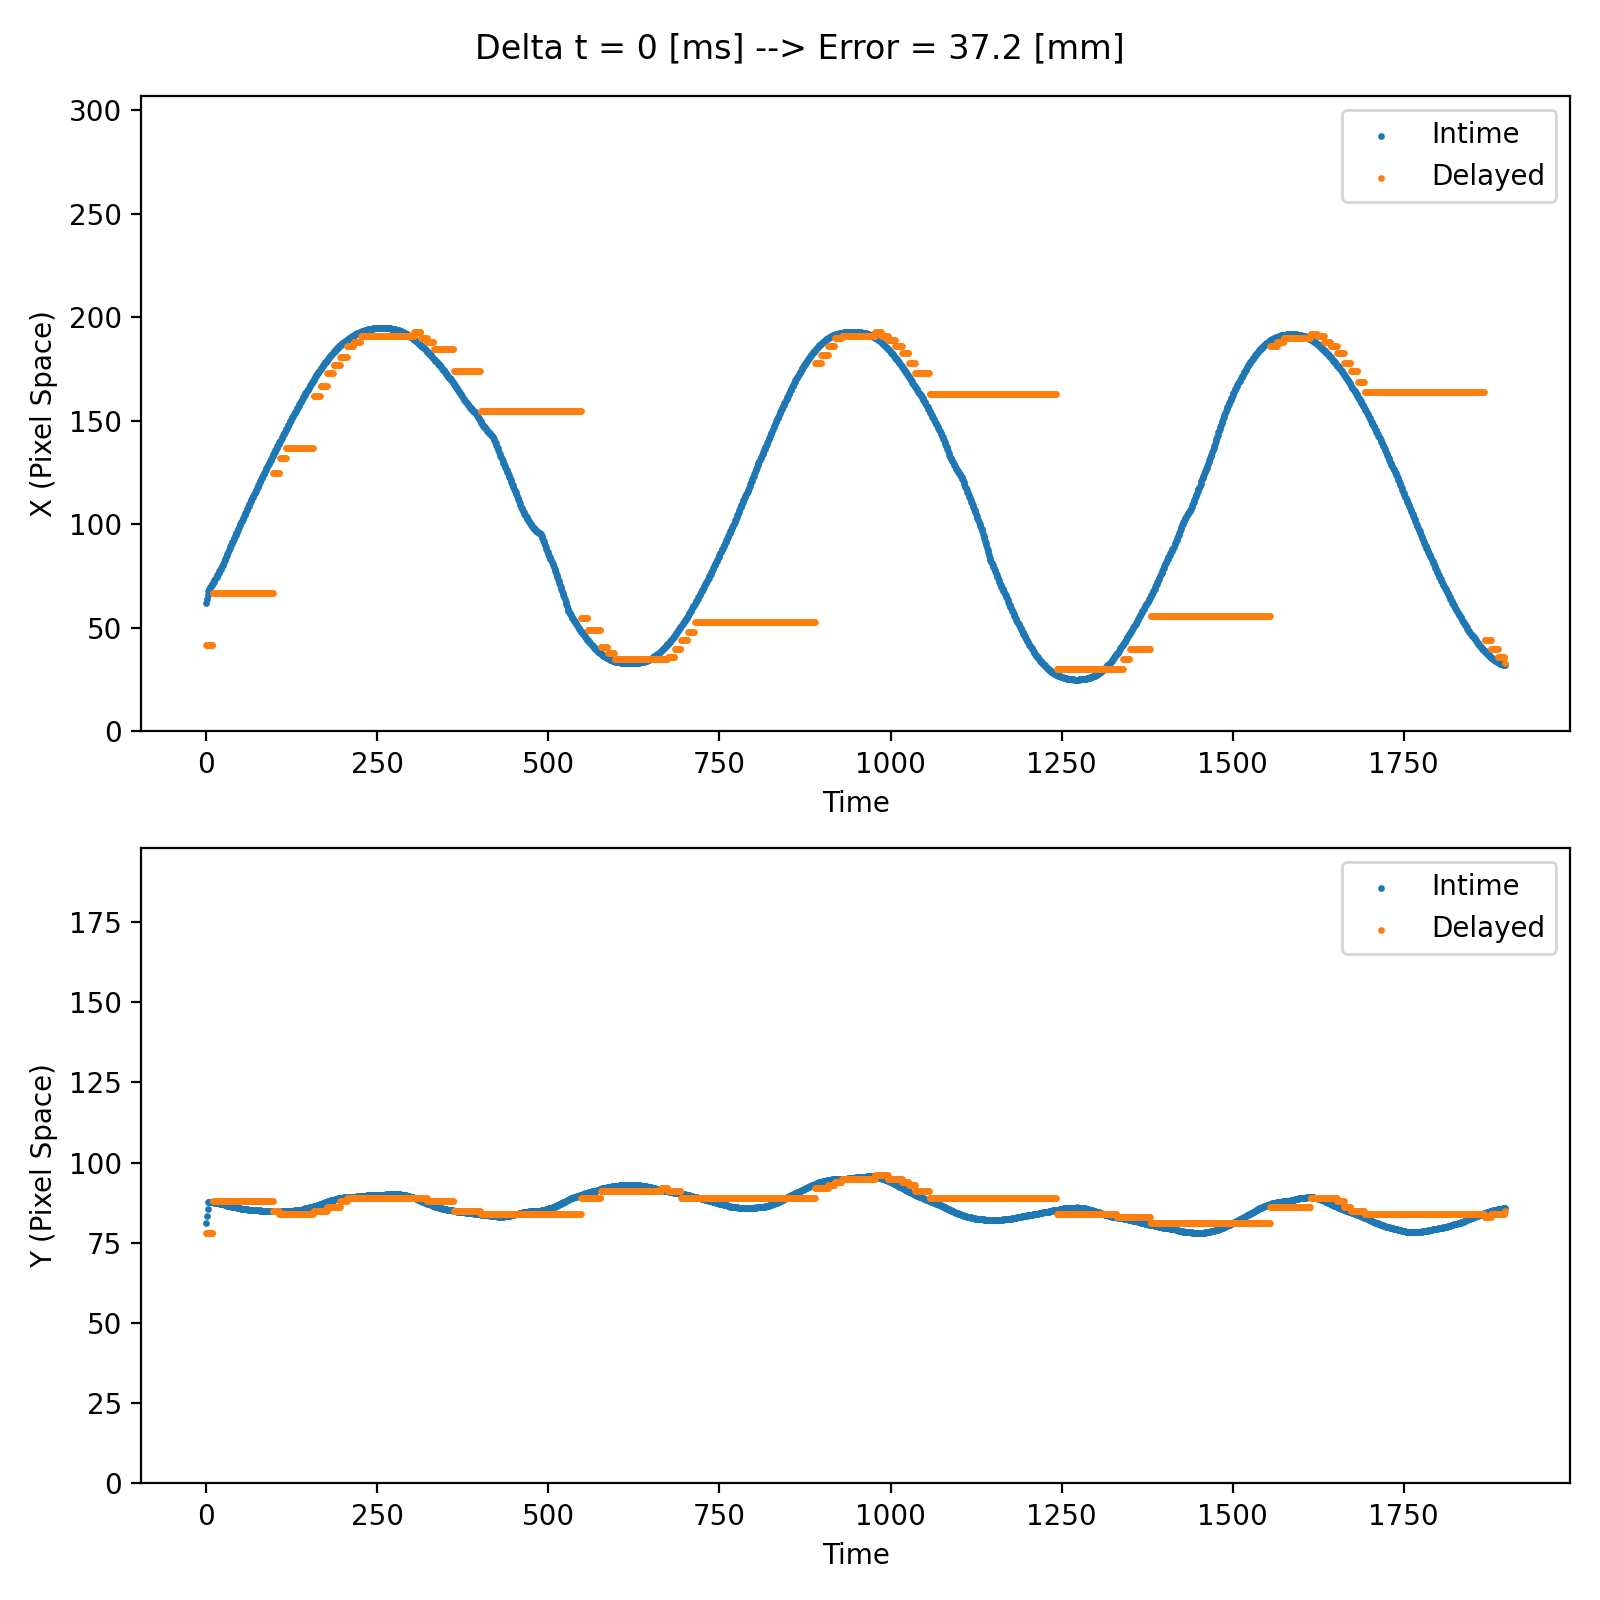 Delta t = 0 [ms] --> Error = 37.2 [mm]
300
250
200
150
100
50
0
X (Pixel Space)
Intime
Delayed
0 250 500 750 1000 1250 1500 1750
Time
175
150
125
100
75
50
25
0
Y (Pixel Space)
Intime
Delayed
0 250 500 750 1000 1250 1500 1750
Time